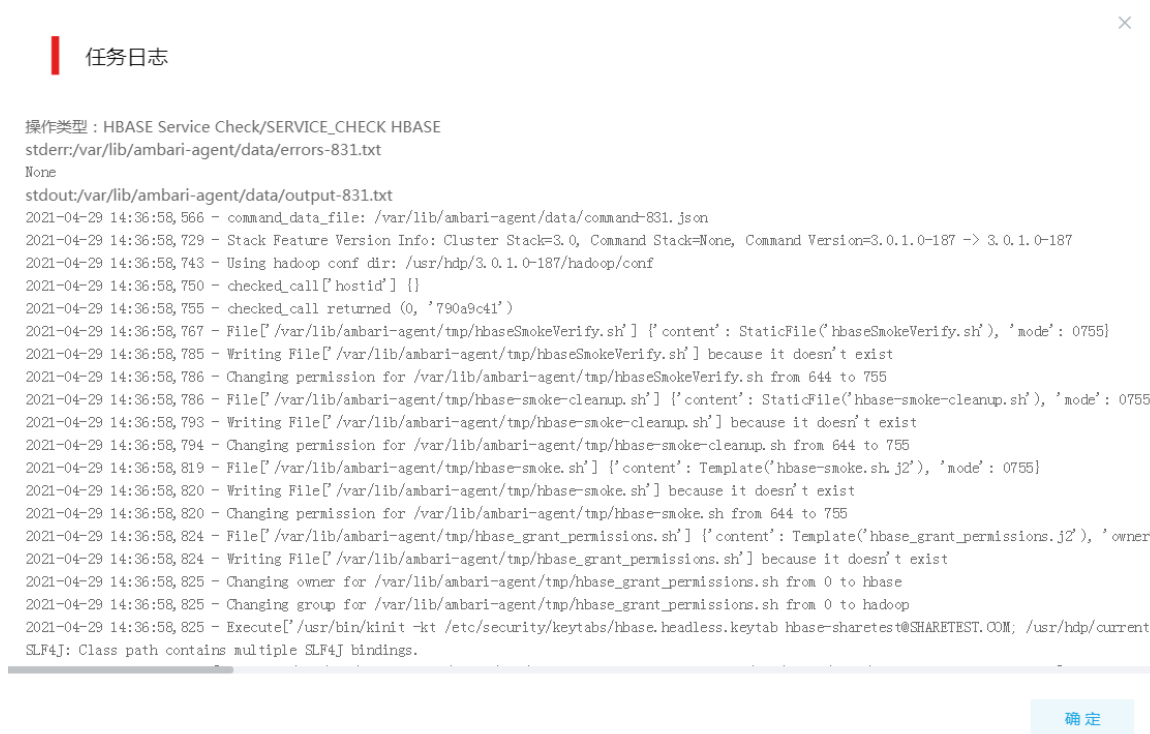 任务日志
操作类型：HBASE Service Check/SERVICE_CHECK HBASE
stderr:/var/lib/ambari-agent/data/errors-831.txt
None
stdout:/var/lib/ambari-agent/data/output-831.txt
2021-04-29 14:36:58,566 - command_data_file: /var/lib/ambari-agent/data/command-831.json
2021-04-29 14:36:58,729 - Stack Feature Version Info: Cluster Stack=3.0, Command Stack=None, Command Version=3.0.1.0-187 -> 3.0.1.0-187
2021-04-29 14:36:58,743 - Using hadoop conf dir: /usr/hdp/3.0.1.0-187/hadoop/conf
2021-04-29 14:36:58,750 - checked_call['hostid'] {}
2021-04-29 14:36:58,755 - checked_call returned (0, '790a9c41')
2021-04-29 14:36:58,767 - File['/var/lib/ambari-agent/tmp/hbaseSmokeVerify.sh'] {'content': StaticFile('hbaseSmokeVerify.sh'), 'mode': 0755}
2021-04-29 14:36:58,785 - Writing File['/var/lib/ambari-agent/tmp/hbaseSmokeVerify.sh'] because it doesn't exist
2021-04-29 14:36:58,786 - Changing permission for /var/lib/ambari-agent/tmp/hbaseSmokeVerify.sh from 644 to 755
2021-04-29 14:36:58,786 - File['/var/lib/ambari-agent/tmp/hbase-smoke-cleanup.sh'] {'content': StaticFile('hbase-smoke-cleanup.sh'), 'mode': 0755
2021-04-29 14:36:58,793 - Writing File['/var/lib/ambari-agent/tmp/hbase-smoke-cleanup.sh'] because it doesn't exist
2021-04-29 14:36:58,794 - Changing permission for /var/lib/ambari-agent/tmp/hbase-smoke-cleanup.sh from 644 to 755
2021-04-29 14:36:58,819 - File['/var/lib/ambari-agent/tmp/hbase-smoke.sh'] {'content': Template('hbase-smoke.sh.j2'), 'mode': 0755}
2021-04-29 14:36:58,820 - Writing File['/var/lib/ambari-agent/tmp/hbase-smoke.sh'] because it doesn't exist
2021-04-29 14:36:58,820 - Changing permission for /var/lib/ambari-agent/tmp/hbase-smoke.sh from 644 to 755
2021-04-29 14:36:58,824 - File['/var/lib/ambari-agent/tmp/hbase_grant_permissions.sh'] {'content': Template('hbase_grant_permissions.j2'), 'owner
2021-04-29 14:36:58,824 - Writing File['/var/lib/ambari-agent/tmp/hbase_grant_permissions.sh'] because it doesn't exist
2021-04-29 14:36:58,825 - Changing owner for /var/lib/ambari-agent/tmp/hbase_grant_permissions.sh from 0 to hbase
2021-04-29 14:36:58,825 - Changing group for /var/lib/ambari-agent/tmp/hbase_grant_permissions.sh from 0 to hadoop
2021-04-29 14:36:58,825 - Execute['/usr/bin/kinit -kt /etc/security/keytabs/hbase.headless.keytab hbase-sharetest@SHARETEST.COM; /usr/hdp/current
SLF4J: Class path contains multiple SLF4J bindings.
确 定